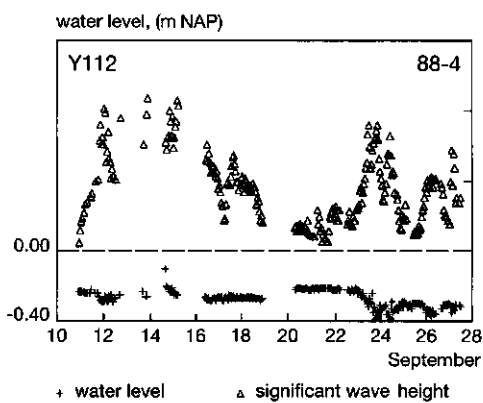 water level, (m NAP)
Y112 88-4
0.00
-0.40
10 12 14 16 18 20 22 24 26 28
September
+ water level △ significant wave height